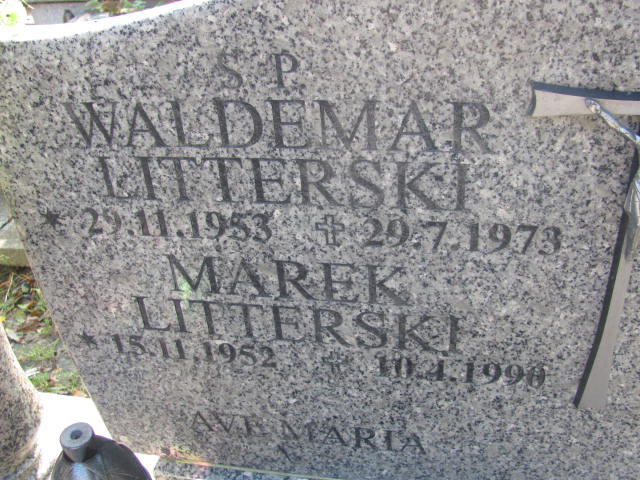 Ś P.
WALDEMAR
LITTERSKI
* 29.11.1953 † 29.7.1973
MAREK
LITTERSKI
* 15.11.1952 † 10.4.1990
AVE MARIA